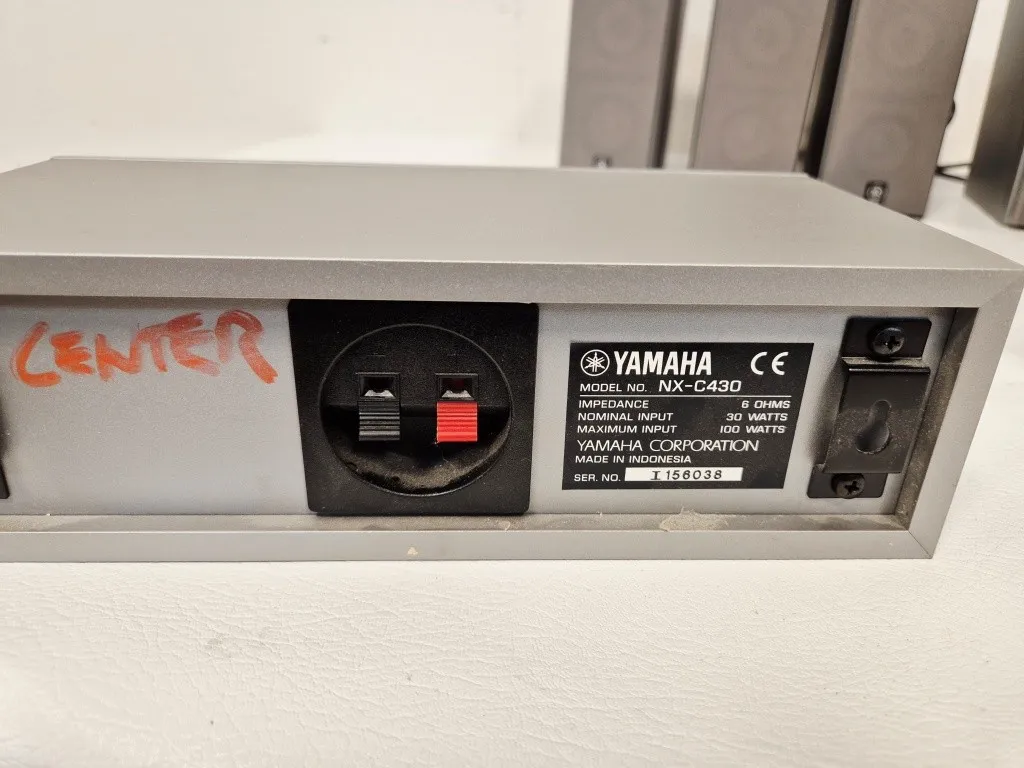 CENTER
YAMAHA CE
MODEL NO. NX-C430
IMPEDANCE 6 OHMS
NOMINAL INPUT 30 WATTS
MAXIMUM INPUT 100 WATTS
YAMAHA CORPORATION
MADE IN INDONESIA
SER. NO. I 156038